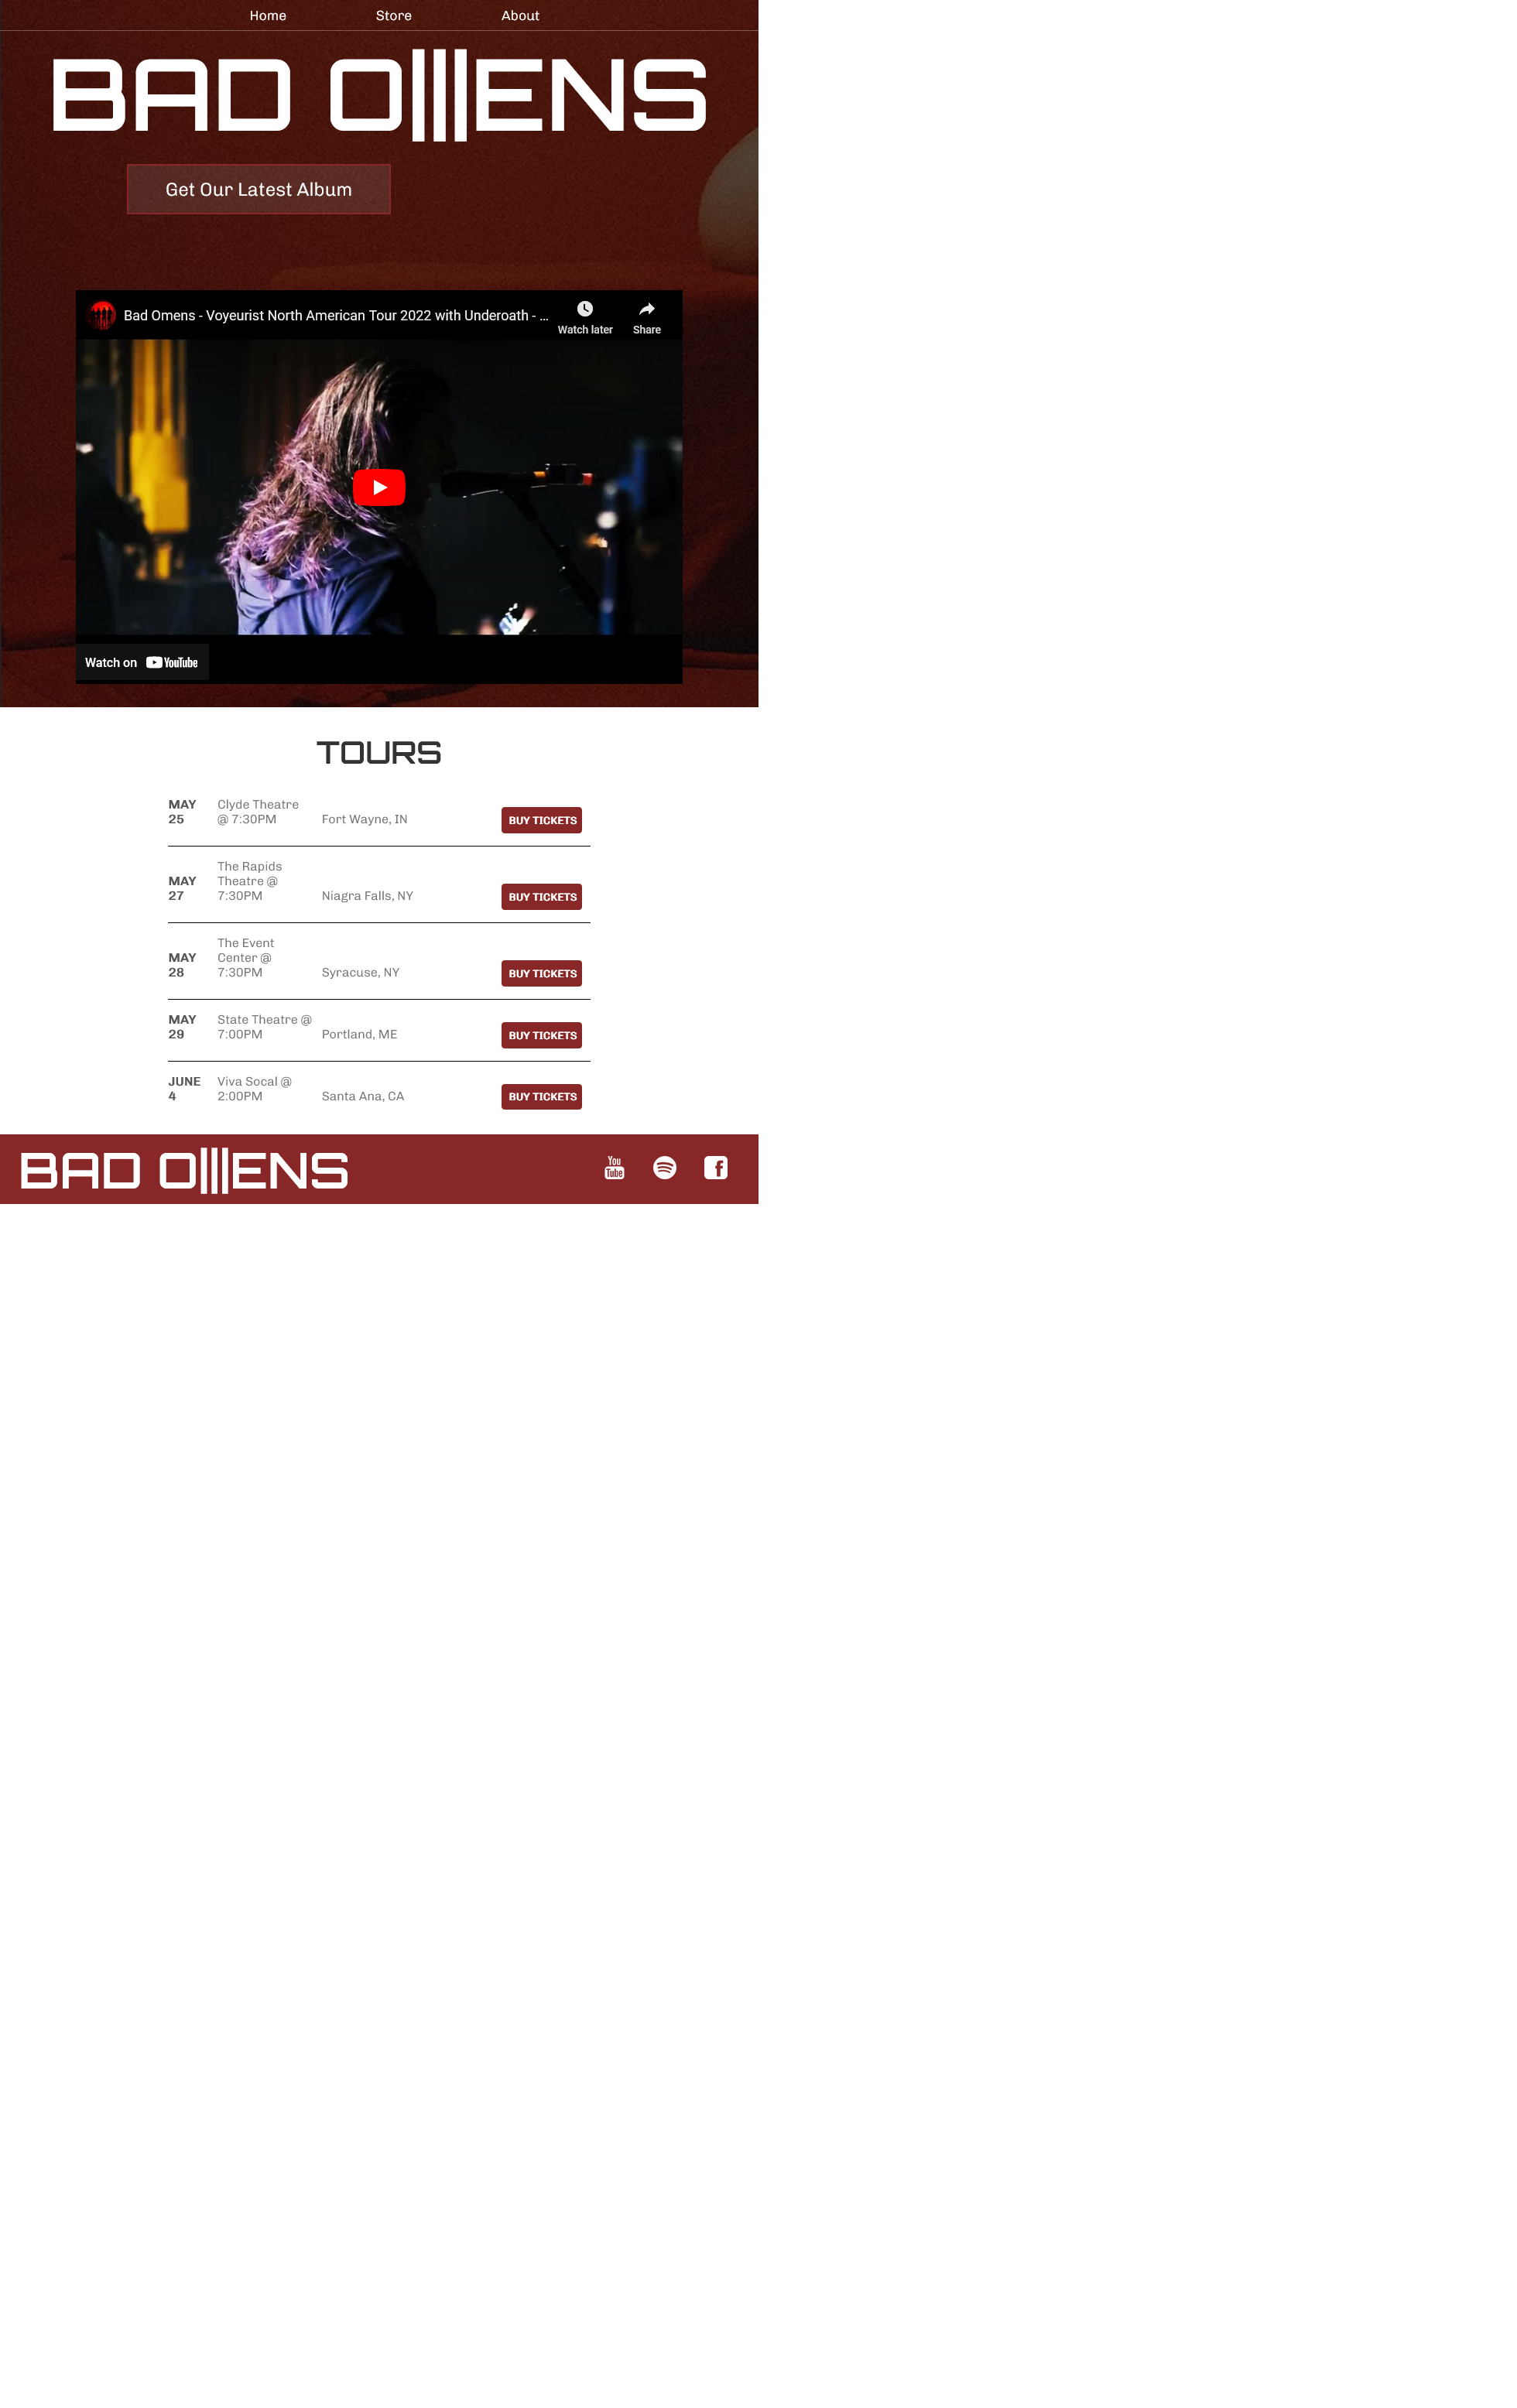 Home Store About
BAD O|||ENS
Get Our Latest Album
Bad Omens - Voyeurist North American Tour 2022 with Underoath - ...
Watch later
Share
Watch on YouTube
TOURS
MAY
25
Clyde Theatre
@ 7:30PM
Fort Wayne, IN
BUY TICKETS
MAY
27
The Rapids
Theatre @
7:30PM
Niagra Falls, NY
BUY TICKETS
MAY
28
The Event
Center @
7:30PM
Syracuse, NY
BUY TICKETS
MAY
29
State Theatre @
7:00PM
Portland, ME
BUY TICKETS
JUNE
4
Viva Socal @
2:00PM
Santa Ana, CA
BUY TICKETS
BAD O|||ENS
You
Tube